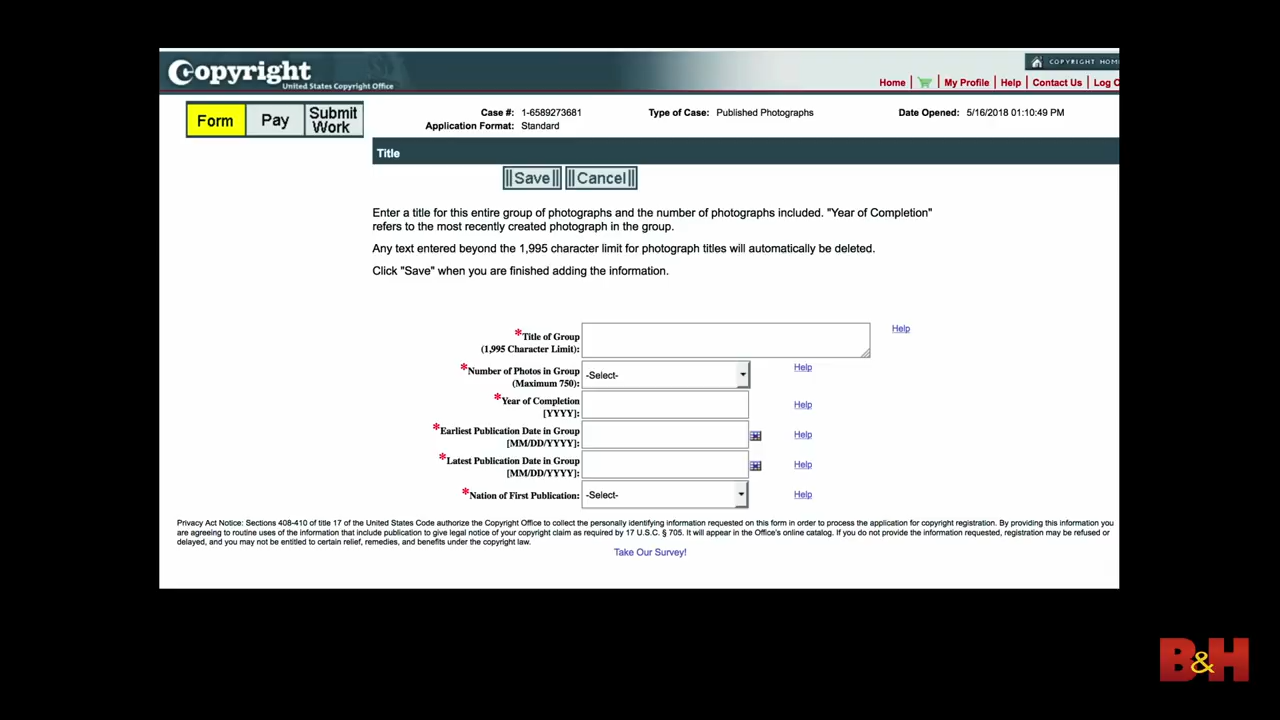 Copyright
United States Copyright Office
COPYRIGHT HOM
Home My Profile Help Contact Us Log O
Form Pay Submit Work
Case #: 1-6589273681 Type of Case: Published Photographs Date Opened: 5/16/2018 01:10:49 PM
Application Format: Standard
Title
Save Cancel
Enter a title for this entire group of photographs and the number of photographs included. "Year of Completion"
refers to the most recently created photograph in the group.
Any text entered beyond the 1,995 character limit for photograph titles will automatically be deleted.
Click "Save" when you are finished adding the information.
*Title of Group Help
(1,995 Character Limit):
*Number of Photos in Group -Select- Help
(Maximum 750):
*Year of Completion Help
[YYYY]:
*Earliest Publication Date in Group Help
[MM/DD/YYYY]:
*Latest Publication Date in Group Help
[MM/DD/YYYY]:
*Nation of First Publication: -Select- Help
Privacy Act Notice: Sections 408-410 of title 17 of the United States Code authorize the Copyright Office to collect the personally identifying information requested on this form in order to process the application for copyright registration. By providing this information you
are agreeing to routine uses of the information that include publication to give legal notice of your copyright claim as required by 17 U.S.C. § 705. It will appear in the Office's online catalog. If you do not provide the information requested, registration may be refused or
delayed, and you may not be entitled to certain relief, remedies, and benefits under the copyright law.
Take Our Survey!
B&H